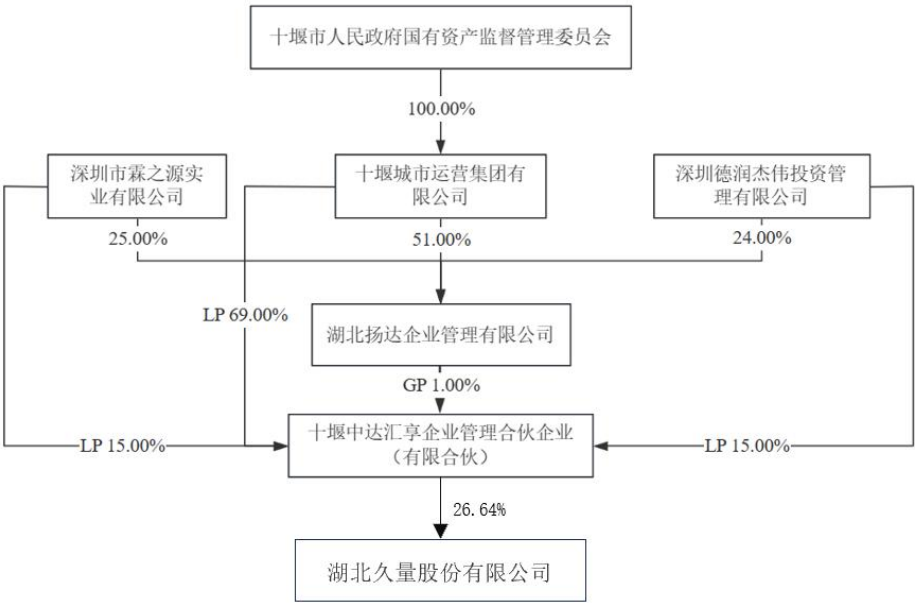 十堰市人民政府国有资产监督管理委员会
100.00%
深圳市霖之源实
业有限公司
十堰城市运营集团有
限公司
深圳德润杰伟投资管
理有限公司
25.00%
51.00%
24.00%
LP 69.00%
湖北扬达企业管理有限公司
GP 1.00%
十堰中达汇享企业管理合伙企业
（有限合伙）
LP 15.00%
LP 15.00%
26.64%
湖北久量股份有限公司